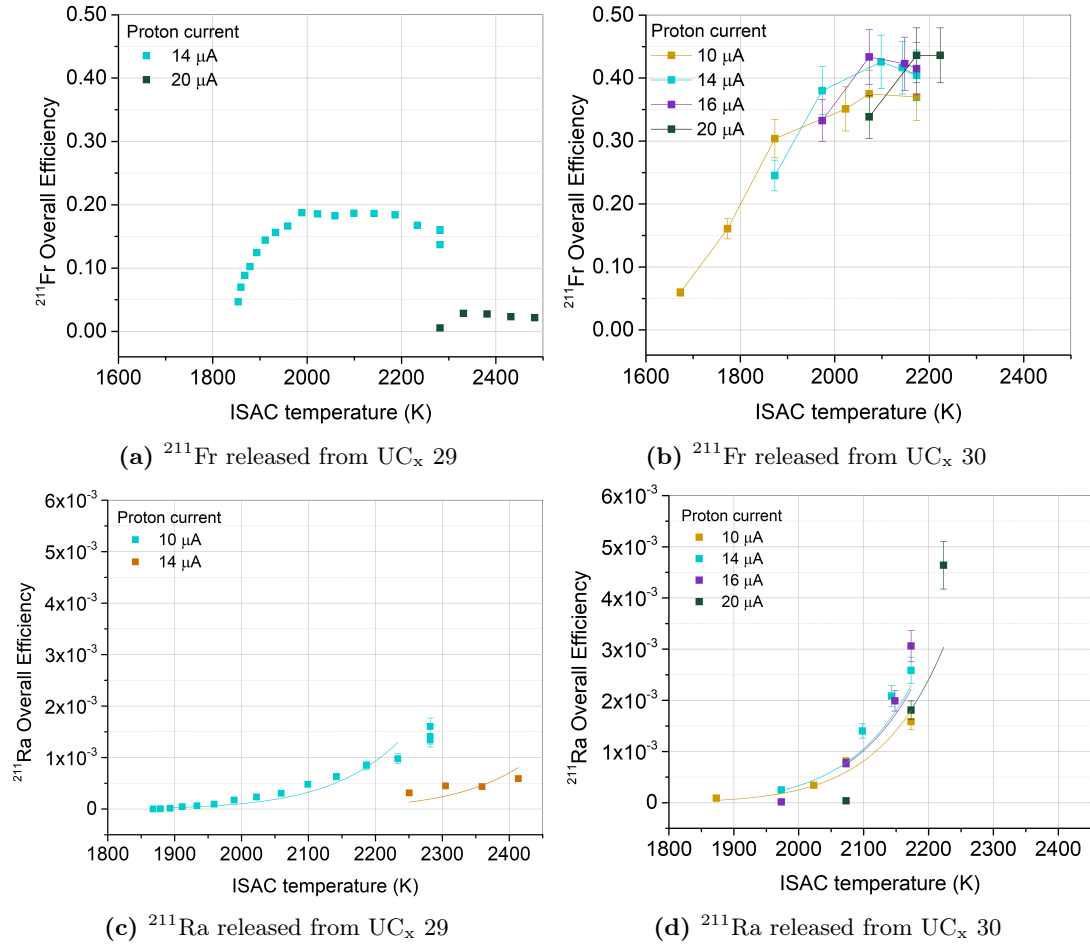 Proton current
14 μA
20 μA
0.50
0.40
0.30
0.20
0.10
0.00
²¹¹Fr Overall Efficiency
1600 1800 2000 2200 2400
ISAC temperature (K)
(a) ²¹¹Fr released from UCₓ 29
Proton current
10 μA
14 μA
16 μA
20 μA
0.50
0.40
0.30
0.20
0.10
0.00
²¹¹Fr Overall Efficiency
1600 1800 2000 2200 2400
ISAC temperature (K)
(b) ²¹¹Fr released from UCₓ 30
Proton current
10 μA
14 μA
6x10⁻³
5x10⁻³
4x10⁻³
3x10⁻³
2x10⁻³
1x10⁻³
0
²¹¹Ra Overall Efficiency
1800 1900 2000 2100 2200 2300 2400
ISAC temperature (K)
(c) ²¹¹Ra released from UCₓ 29
Proton current
10 μA
14 μA
16 μA
20 μA
6x10⁻³
5x10⁻³
4x10⁻³
3x10⁻³
2x10⁻³
1x10⁻³
0
²¹¹Ra Overall Efficiency
1800 1900 2000 2100 2200 2300 2400
ISAC temperature (K)
(d) ²¹¹Ra released from UCₓ 30